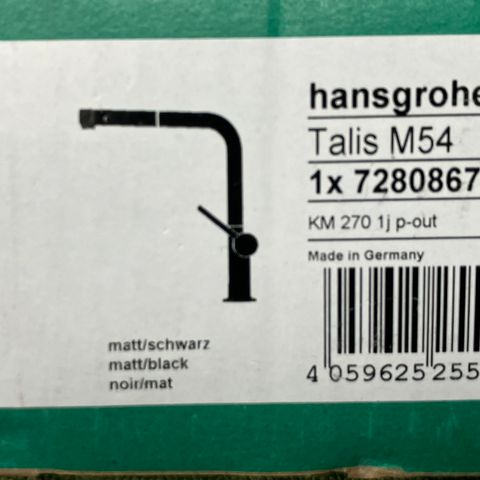 hansgrohe
Talis M54
1x 7280867
KM 270 1j p-out
Made in Germany
matt/schwarz
matt/black
noir/mat
4 059625 255